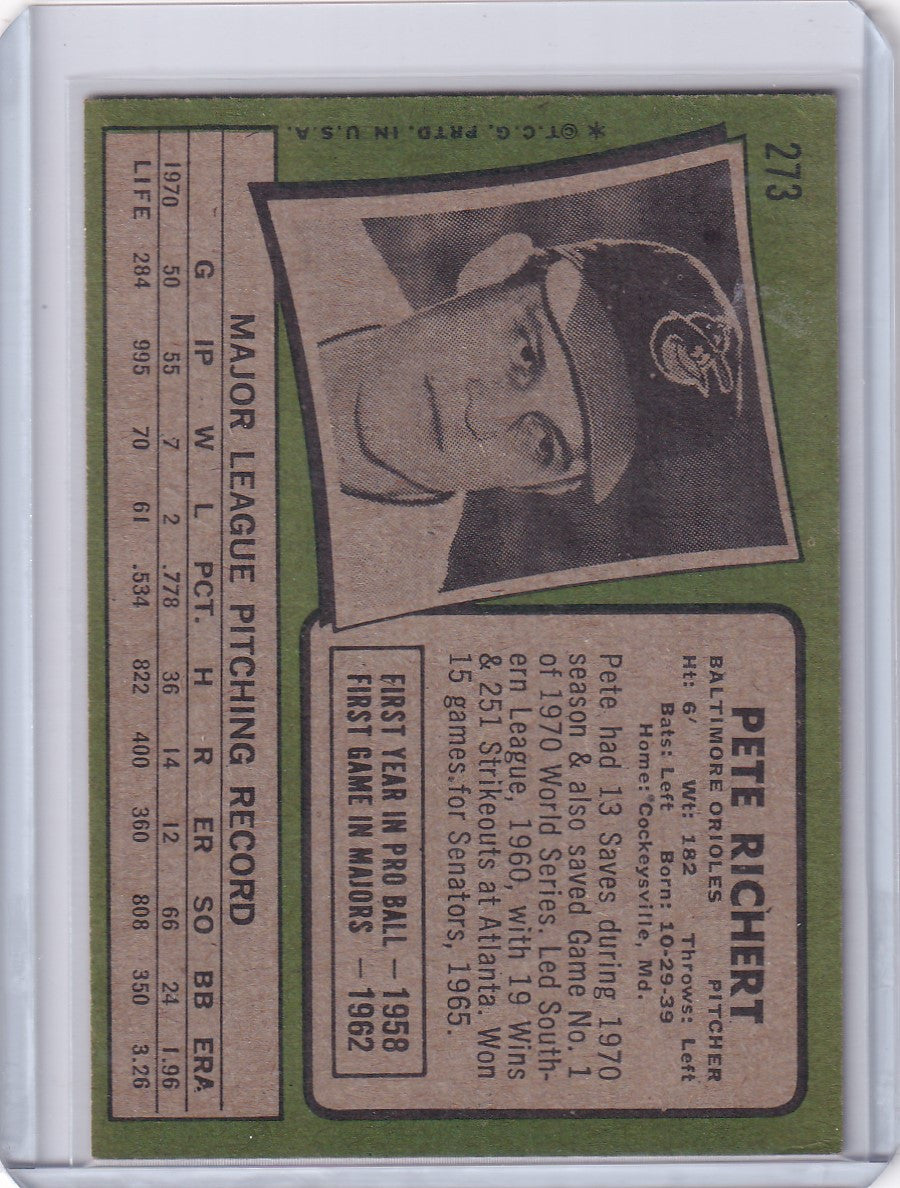 273
* © T.C.G. PRTD. IN U.S.A.
PETE RICHERT
BALTIMORE ORIOLES PITCHER
Ht: 6' Wt: 182 Throws: Left
Bats: Left Born: 10-29-39
Home: Cockeysville, Md.
Pete had 13 Saves during 1970
season & also saved Game No. 1
of 1970 World Series. Led South-
ern League, 1960, with 19 Wins
& 251 Strikeouts at Atlanta. Won
15 games for Senators, 1965.
FIRST YEAR IN PRO BALL — 1958
FIRST GAME IN MAJORS — 1962
MAJOR LEAGUE PITCHING RECORD
G IP W L PCT. H R ER SO BB ERA
1970 50 55 7 2 .778 36 14 12 66 24 1.96
LIFE 284 995 70 61 .534 822 400 360 808 350 3.26